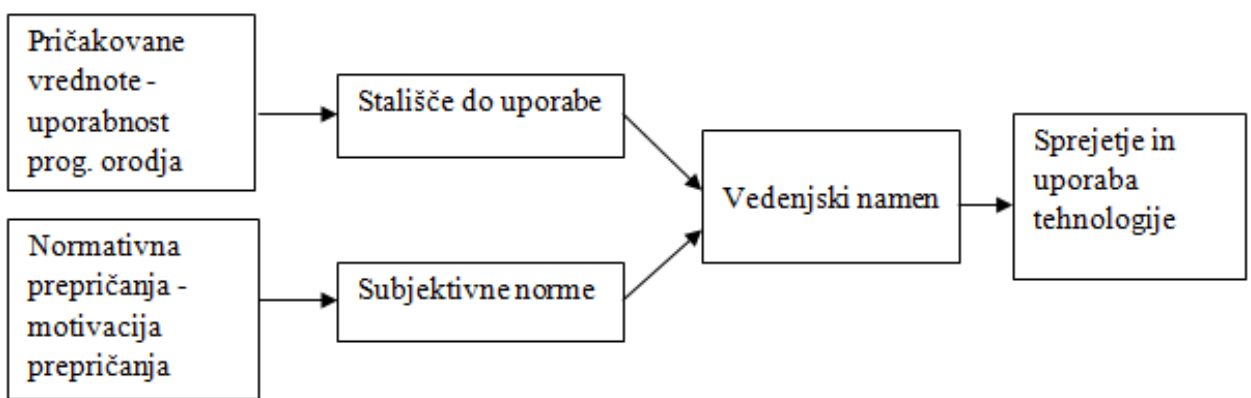 Pričakovane
vrednote -
uporabnost
prog. orodja
Stališče do uporabe
Normativna
prepričanja -
motivacija
prepričanja
Subjektivne norme
Vedenjski namen
Sprejetje in
uporaba
tehnologije